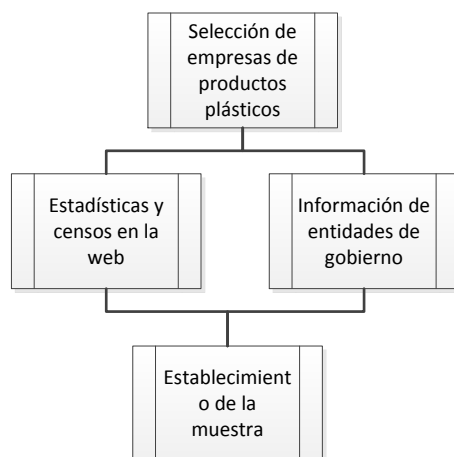 Selección de
empresas de
productos
plásticos
Estadísticas y
censos en la
web
Información de
entidades de
gobierno
Establecimient
o de la
muestra